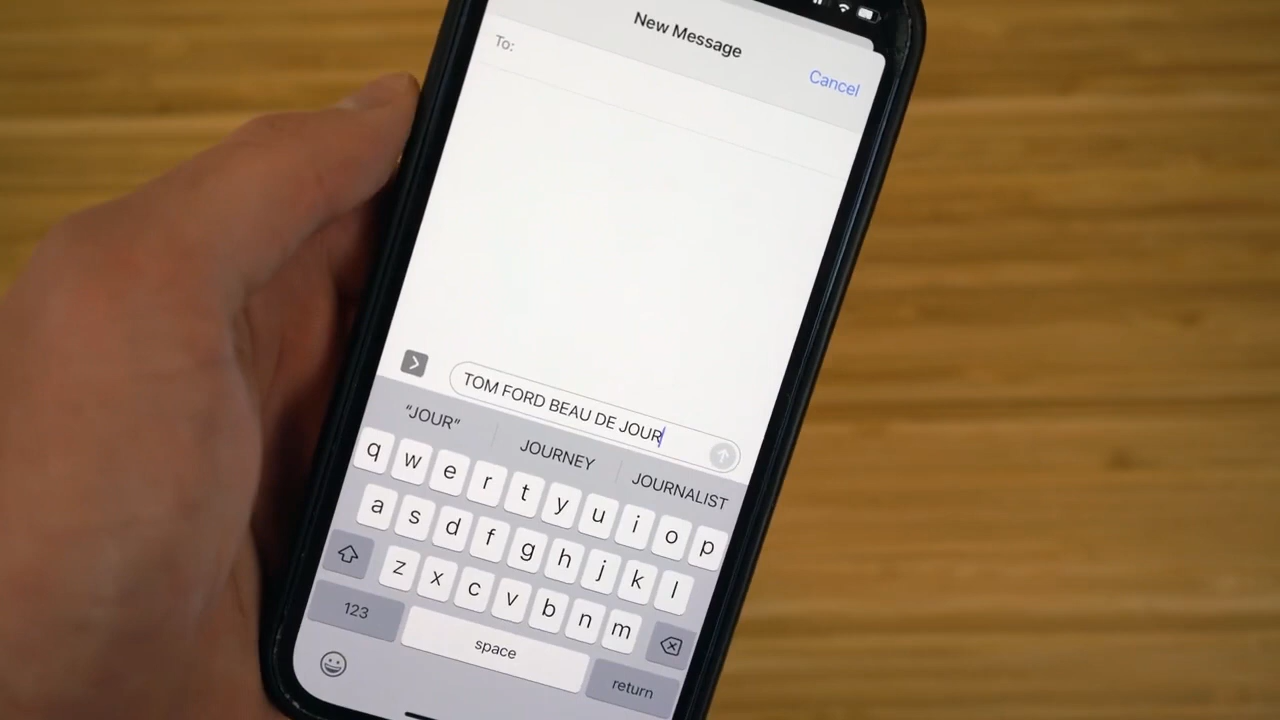 New Message
To:
Cancel
TOM FORD BEAU DE JOUR
"JOUR" JOURNEY JOURNALIST
q w e r t y u i o p
a s d f g h j k l
z x c v b n m
123 space return